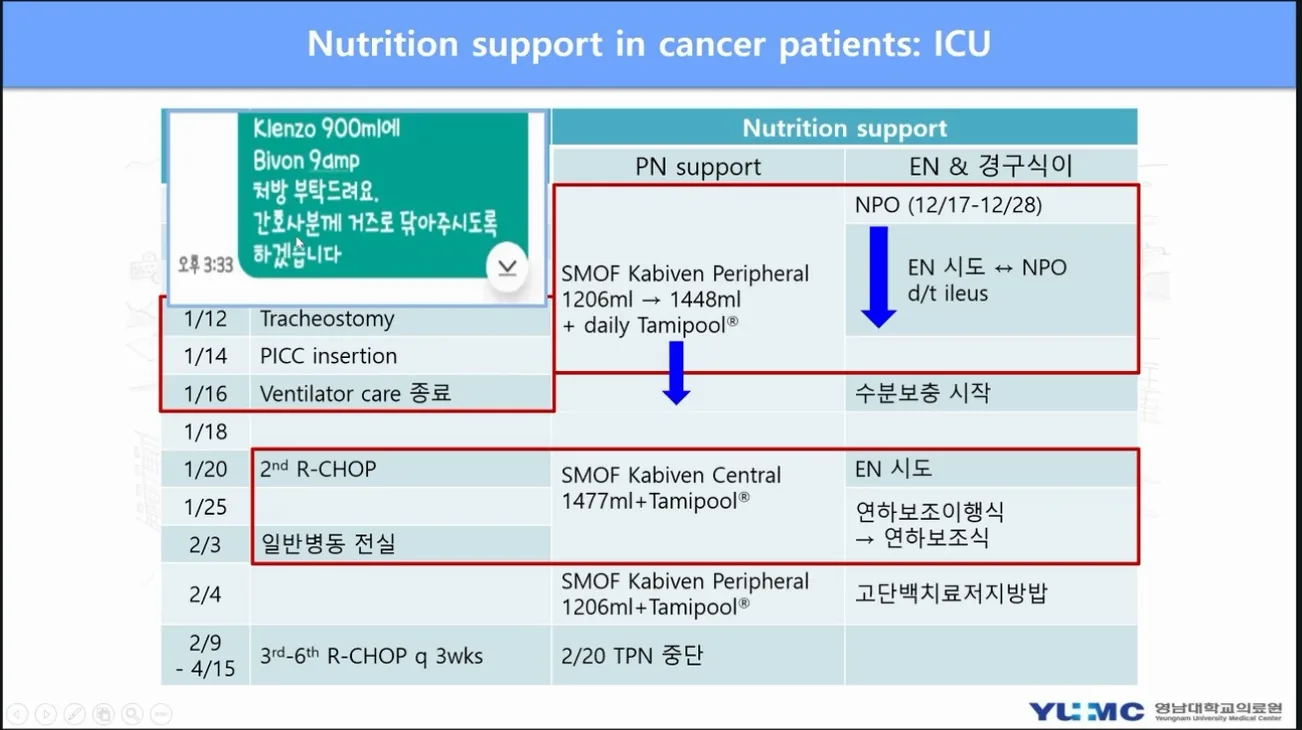 Nutrition support in cancer patients: ICU
Klenzo 900ml에
Bivon 9amp
처방 부탁드려요.
간호사분께 거즈로 닦아주시도록
하겠습니다
오후 3:33
Nutrition support
PN support
EN & 경구식이
SMOF Kabiven Peripheral
1206ml → 1448ml
+ daily Tamipool®
NPO (12/17-12/28)
EN 시도 ↔ NPO
d/t ileus
1/12 Tracheostomy
1/14 PICC insertion
1/16 Ventilator care 종료
수분보충 시작
1/18
1/20 2nd R-CHOP
SMOF Kabiven Central
1477ml+Tamipool®
EN 시도
1/25
연하보조이행식
→ 연하보조식
2/3 일반병동 전실
2/4
SMOF Kabiven Peripheral
1206ml+Tamipool®
고단백치료저지방밥
2/9
- 4/15
3rd-6th R-CHOP q 3wks
2/20 TPN 중단
YUMC 영남대학교의료원
Yeungnam University Medical Center